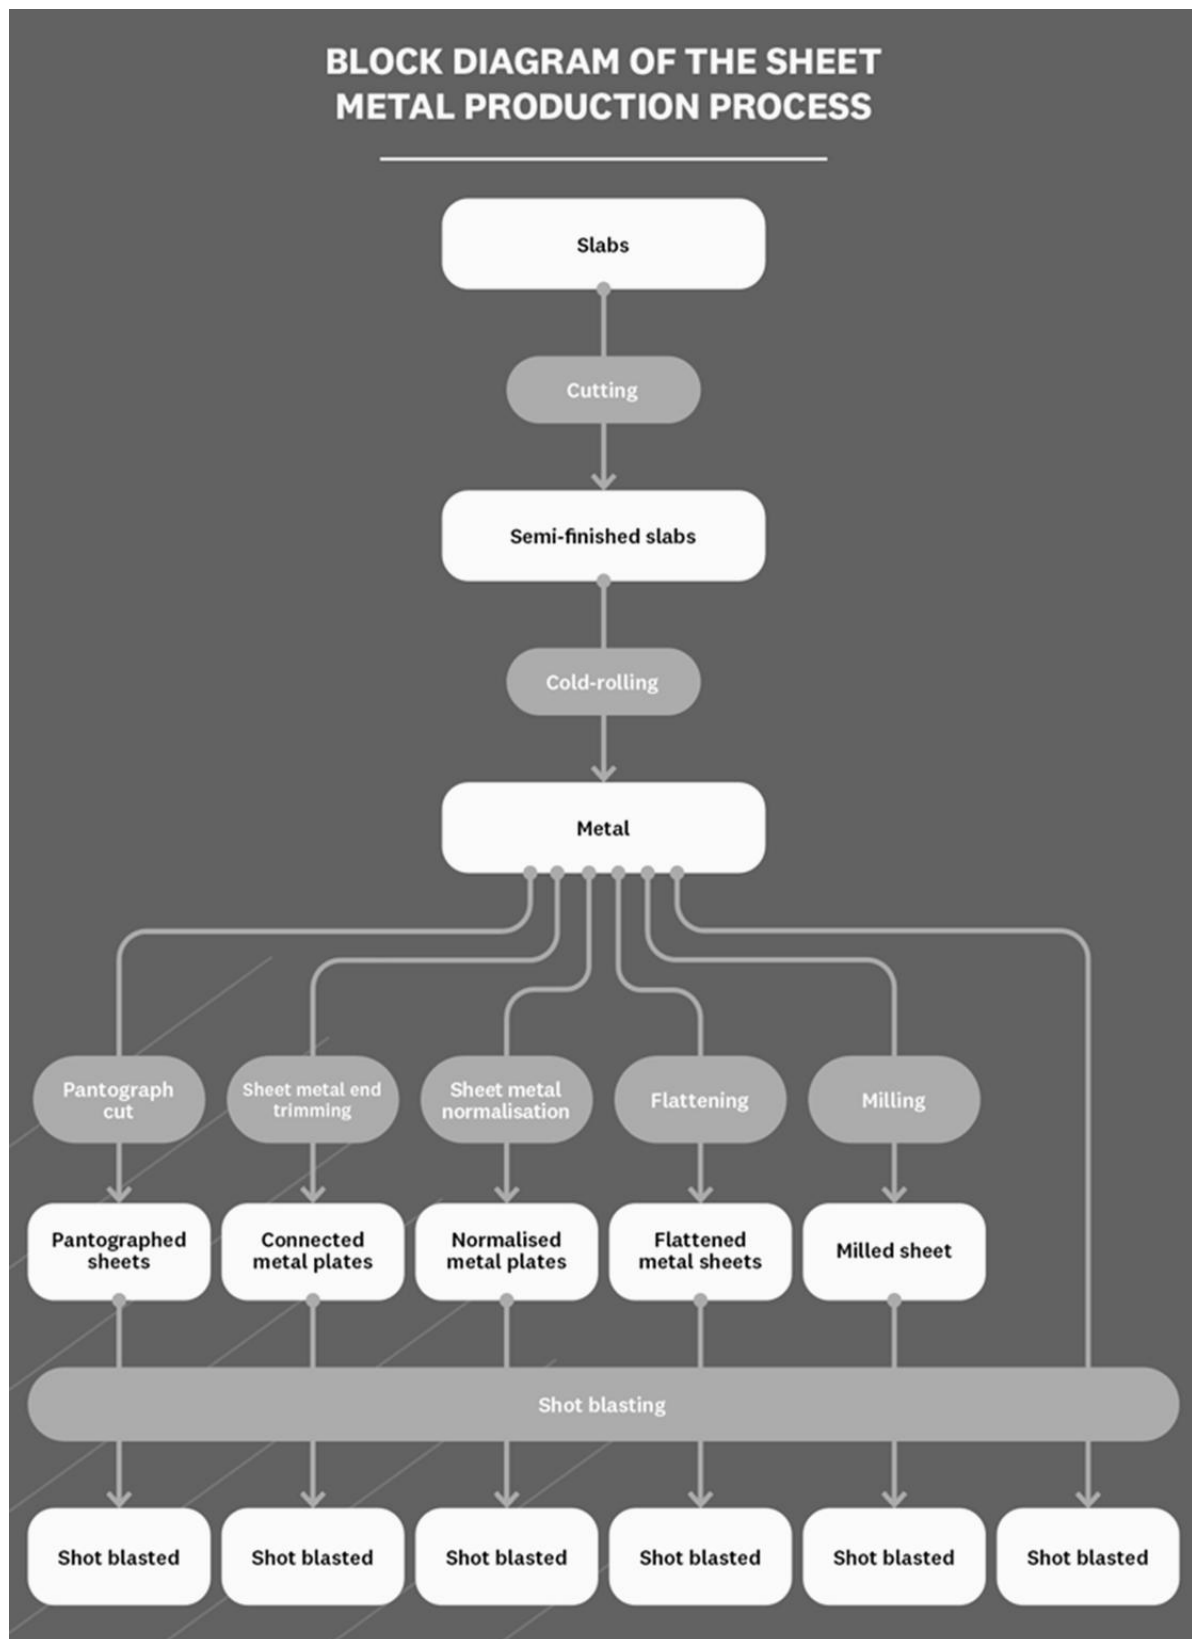 BLOCK DIAGRAM OF THE SHEET
METAL PRODUCTION PROCESS
Slabs
Cutting
Semi-finished slabs
Cold-rolling
Metal
Pantograph
cut
Sheet metal end
trimming
Sheet metal
normalisation
Flattening
Milling
Pantographed
sheets
Connected
metal plates
Normalised
metal plates
Flattened
metal sheets
Milled sheet
Shot blasting
Shot blasted
Shot blasted
Shot blasted
Shot blasted
Shot blasted
Shot blasted